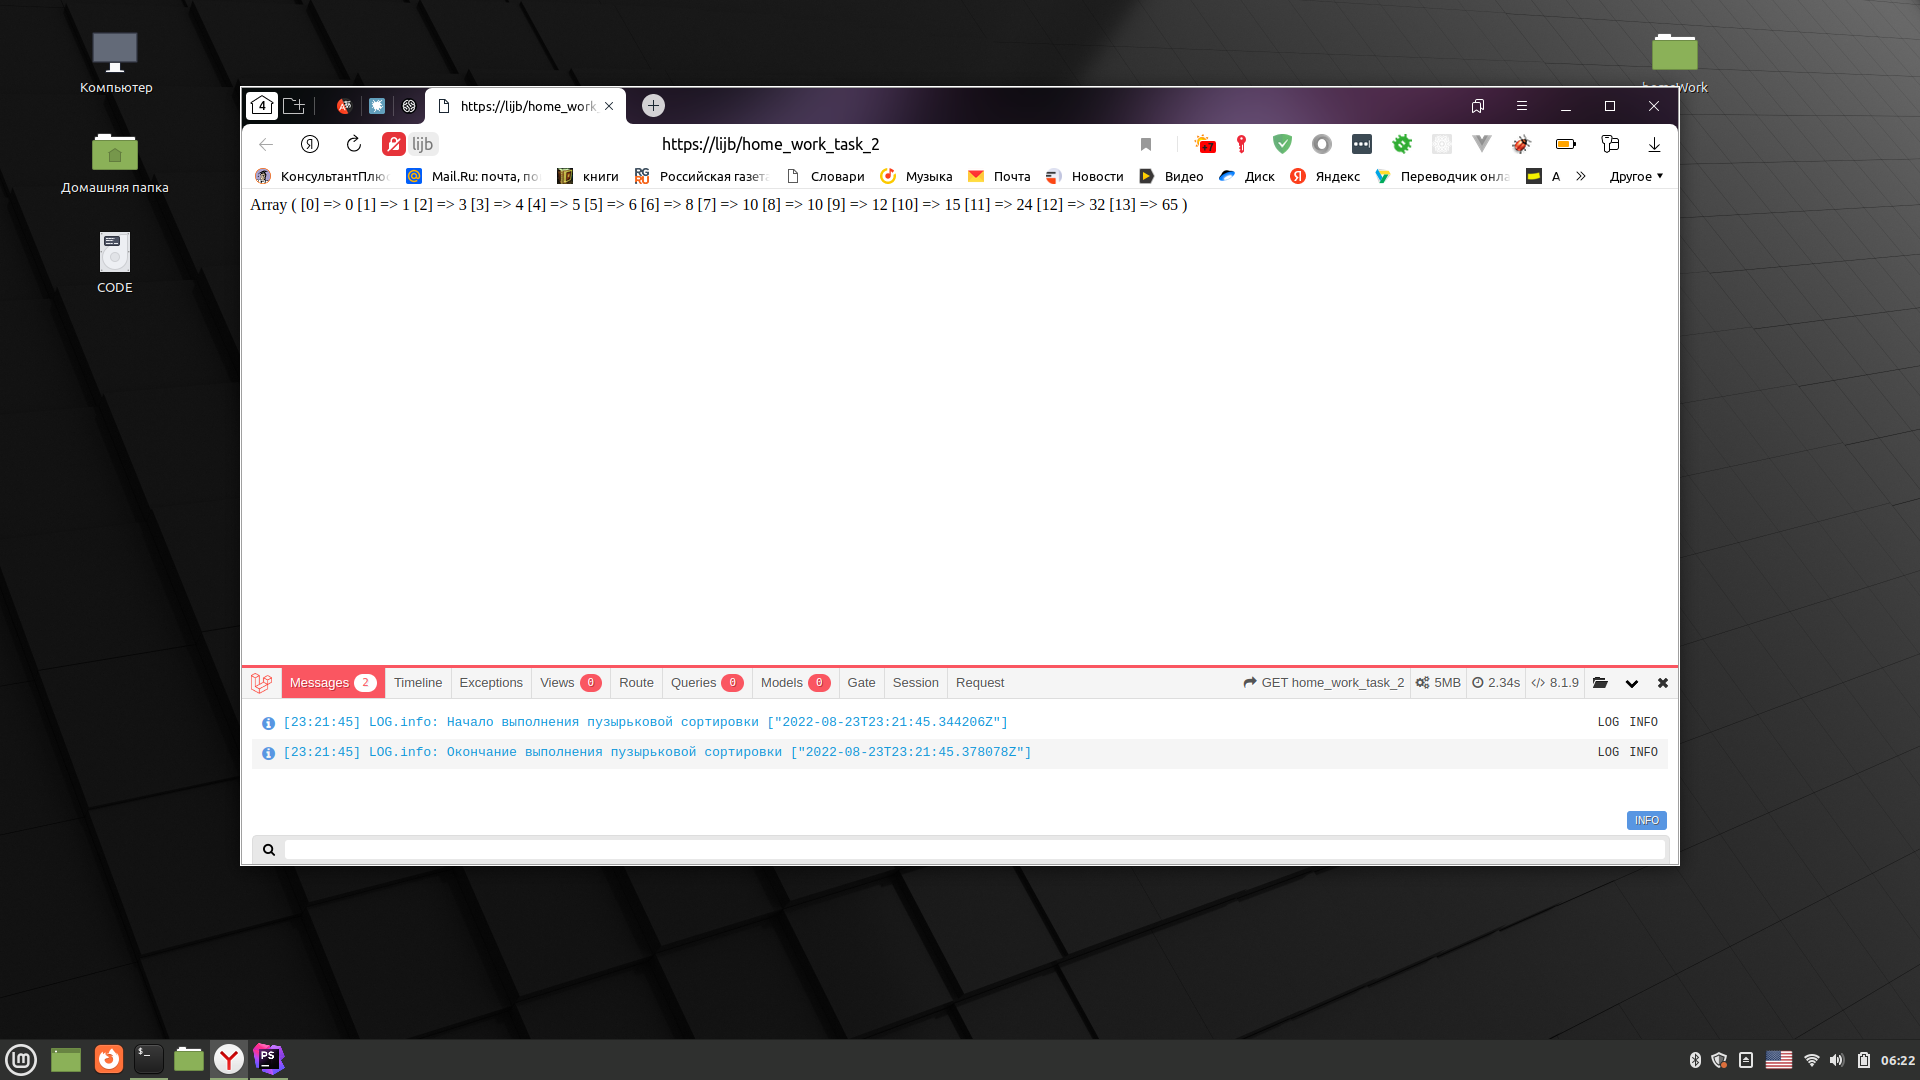 Компьютер
Домашняя папка
CODE
homeWork
4
https://lijb/home_work
lijb
https://lijb/home_work_task_2
+7
КонсультантПлю
Mail.Ru: почта, по
книги
Российская газета
Словари
Музыка
Почта
Новости
Видео
Диск
Яндекс
Переводчик онла
А
Другое
Array ( [0] => 0 [1] => 1 [2] => 3 [3] => 4 [4] => 5 [5] => 6 [6] => 8 [7] => 10 [8] => 10 [9] => 12 [10] => 15 [11] => 24 [12] => 32 [13] => 65 )
Messages 2 Timeline Exceptions Views 0 Route Queries 0 Models 0 Gate Session Request GET home_work_task_2 5MB 2.34s 8.1.9
[23:21:45] LOG.info: Начало выполнения пузырьковой сортировки ["2022-08-23T23:21:45.344206Z"] LOG INFO
[23:21:45] LOG.info: Окончание выполнения пузырьковой сортировки ["2022-08-23T23:21:45.378078Z"] LOG INFO
INFO
PS
06:22